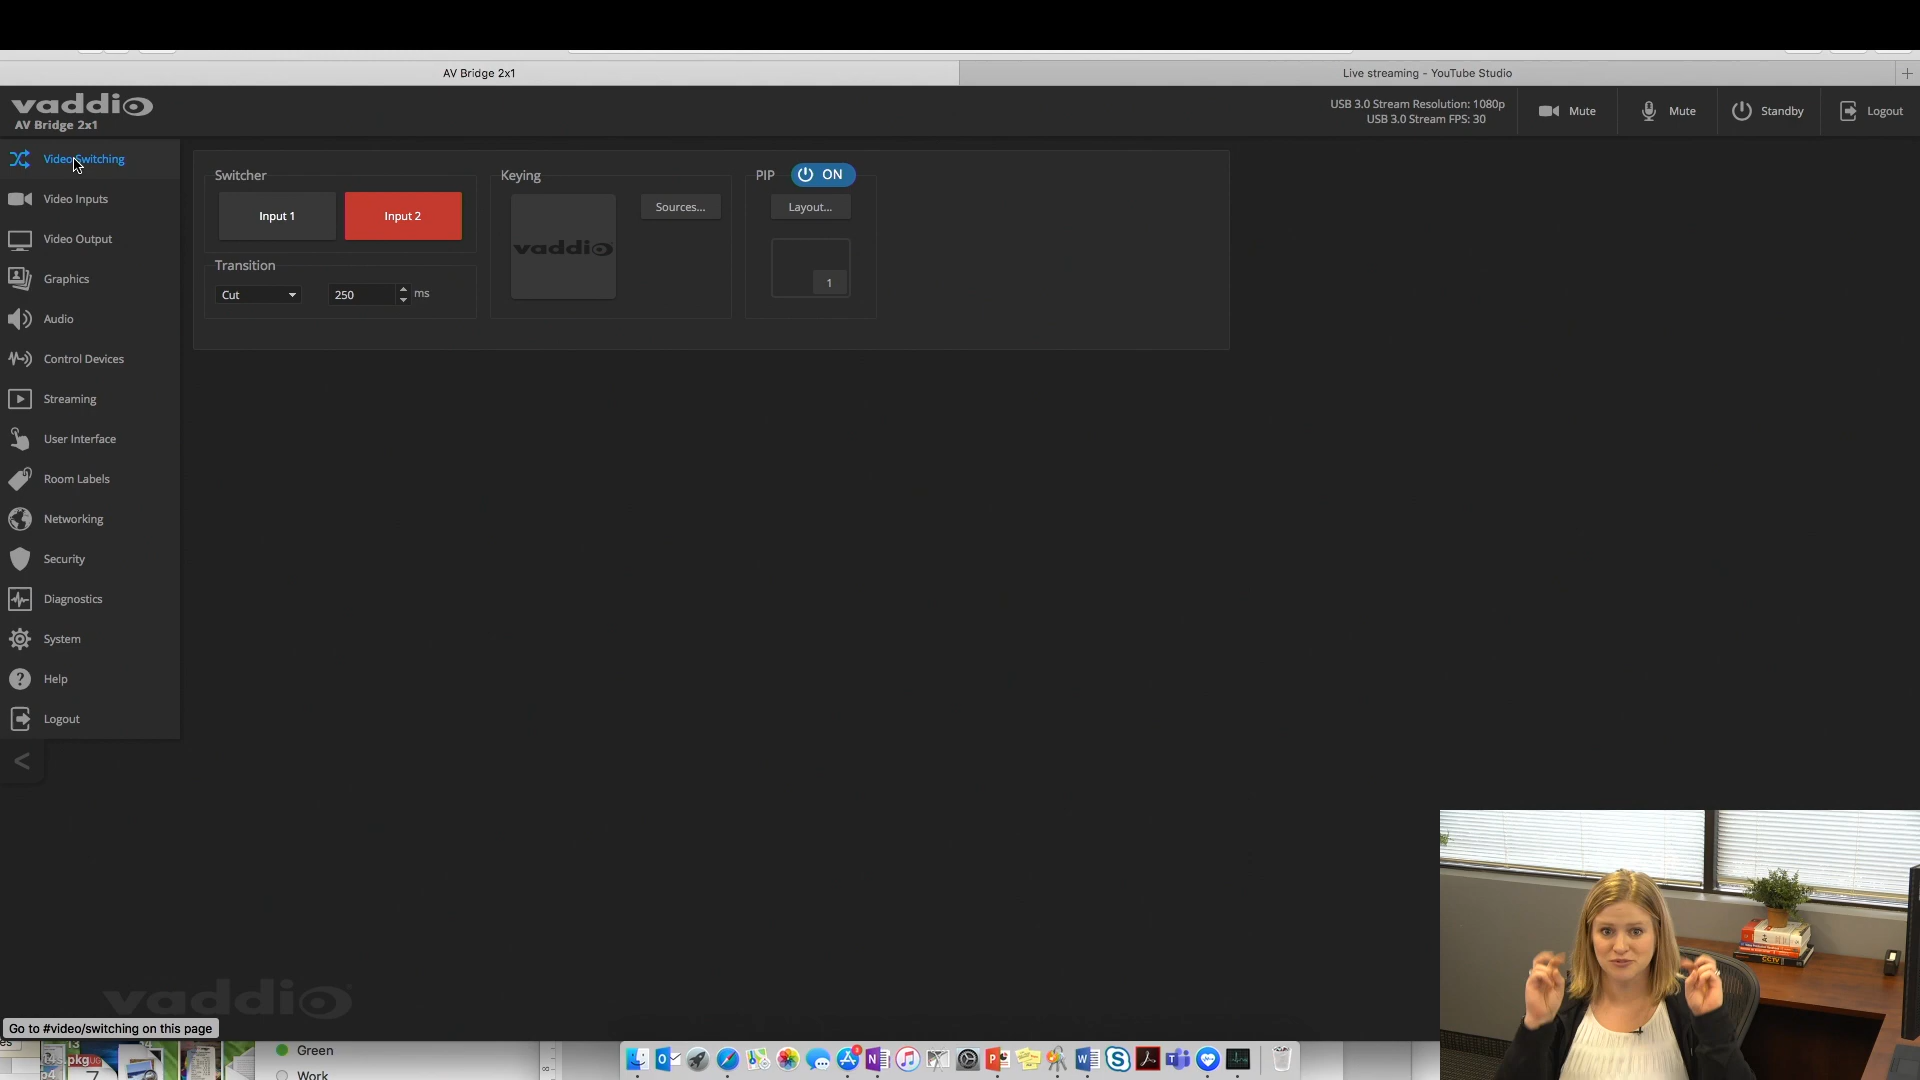 AV Bridge 2x1
Live streaming - YouTube Studio
vaddio
AV Bridge 2x1
USB 3.0 Stream Resolution: 1080p
USB 3.0 Stream FPS: 30
Mute
Mute
Standby
Logout
Video Switching
Video Inputs
Video Output
Graphics
Audio
Control Devices
Streaming
User Interface
Room Labels
Networking
Security
Diagnostics
System
Help
Logout
Switcher
Input 1
Input 2
Transition
Cut
250
ms
Keying
vaddio
Sources...
PIP
ON
Layout...
1
vaddio
Go to #video/switching on this page
s.pkg
Green
Work